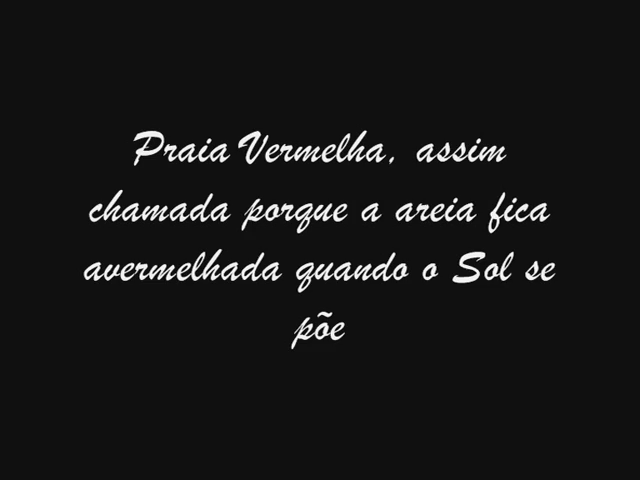 Praia Vermelha, assim
chamada porque a areia fica
avermelhada quando o Sol se
põe